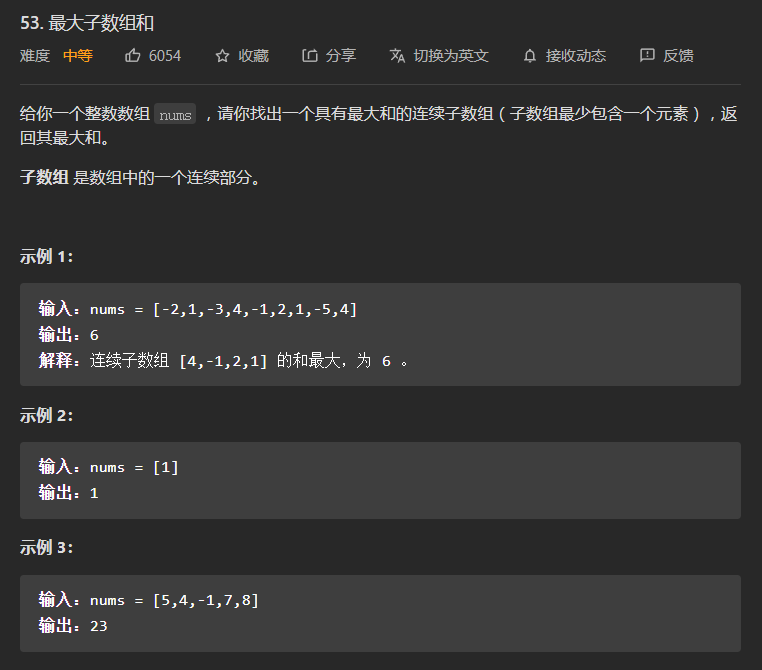 53. 最大子数组和
难度 中等 6054 收藏 分享 切换为英文 接收动态 反馈
给你一个整数数组 nums ，请你找出一个具有最大和的连续子数组（子数组最少包含一个元素），返
回其最大和。
子数组 是数组中的一个连续部分。
示例 1：
输入：nums = [-2,1,-3,4,-1,2,1,-5,4]
输出：6
解释：连续子数组 [4,-1,2,1] 的和最大，为 6 。
示例 2：
输入：nums = [1]
输出：1
示例 3：
输入：nums = [5,4,-1,7,8]
输出：23